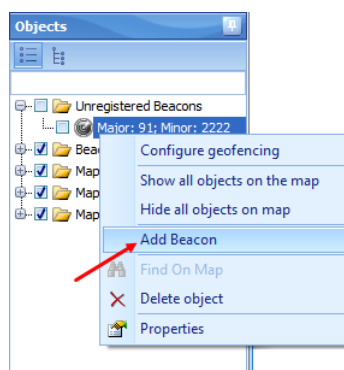 Objects
Unregistered Beacons
Major: 91; Minor: 2222
Bea
Map
Map
Map
Configure geofencing
Show all objects on the map
Hide all objects on map
Add Beacon
Find On Map
Delete object
Properties